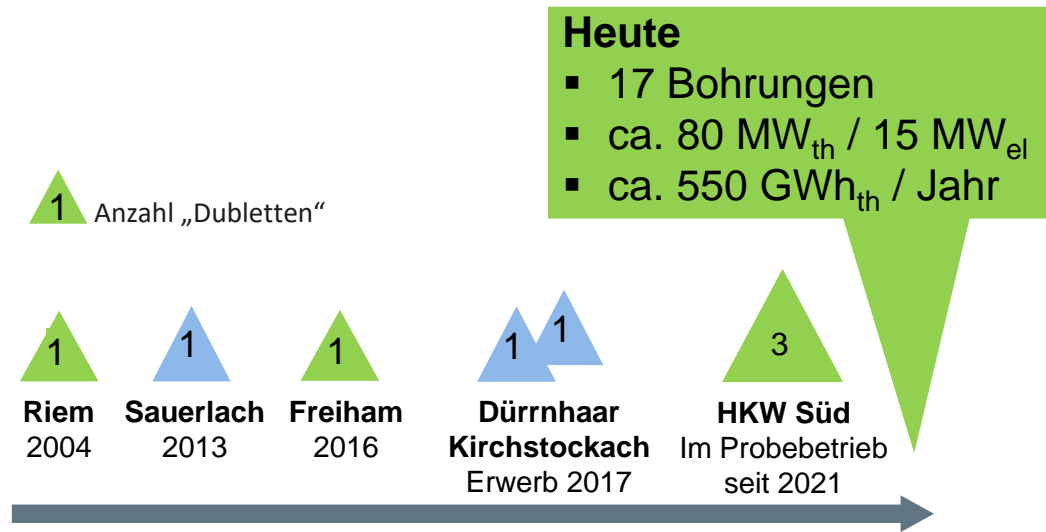 Heute
▪ 17 Bohrungen
▪ ca. 80 MWth / 15 MWel
▪ ca. 550 GWhth / Jahr
1 Anzahl „Dubletten“
1
1
1
1
1
3
Riem
2004
Sauerlach
2013
Freiham
2016
Dürrnhaar
Kirchstockach
Erwerb 2017
HKW Süd
Im Probebetrieb
seit 2021